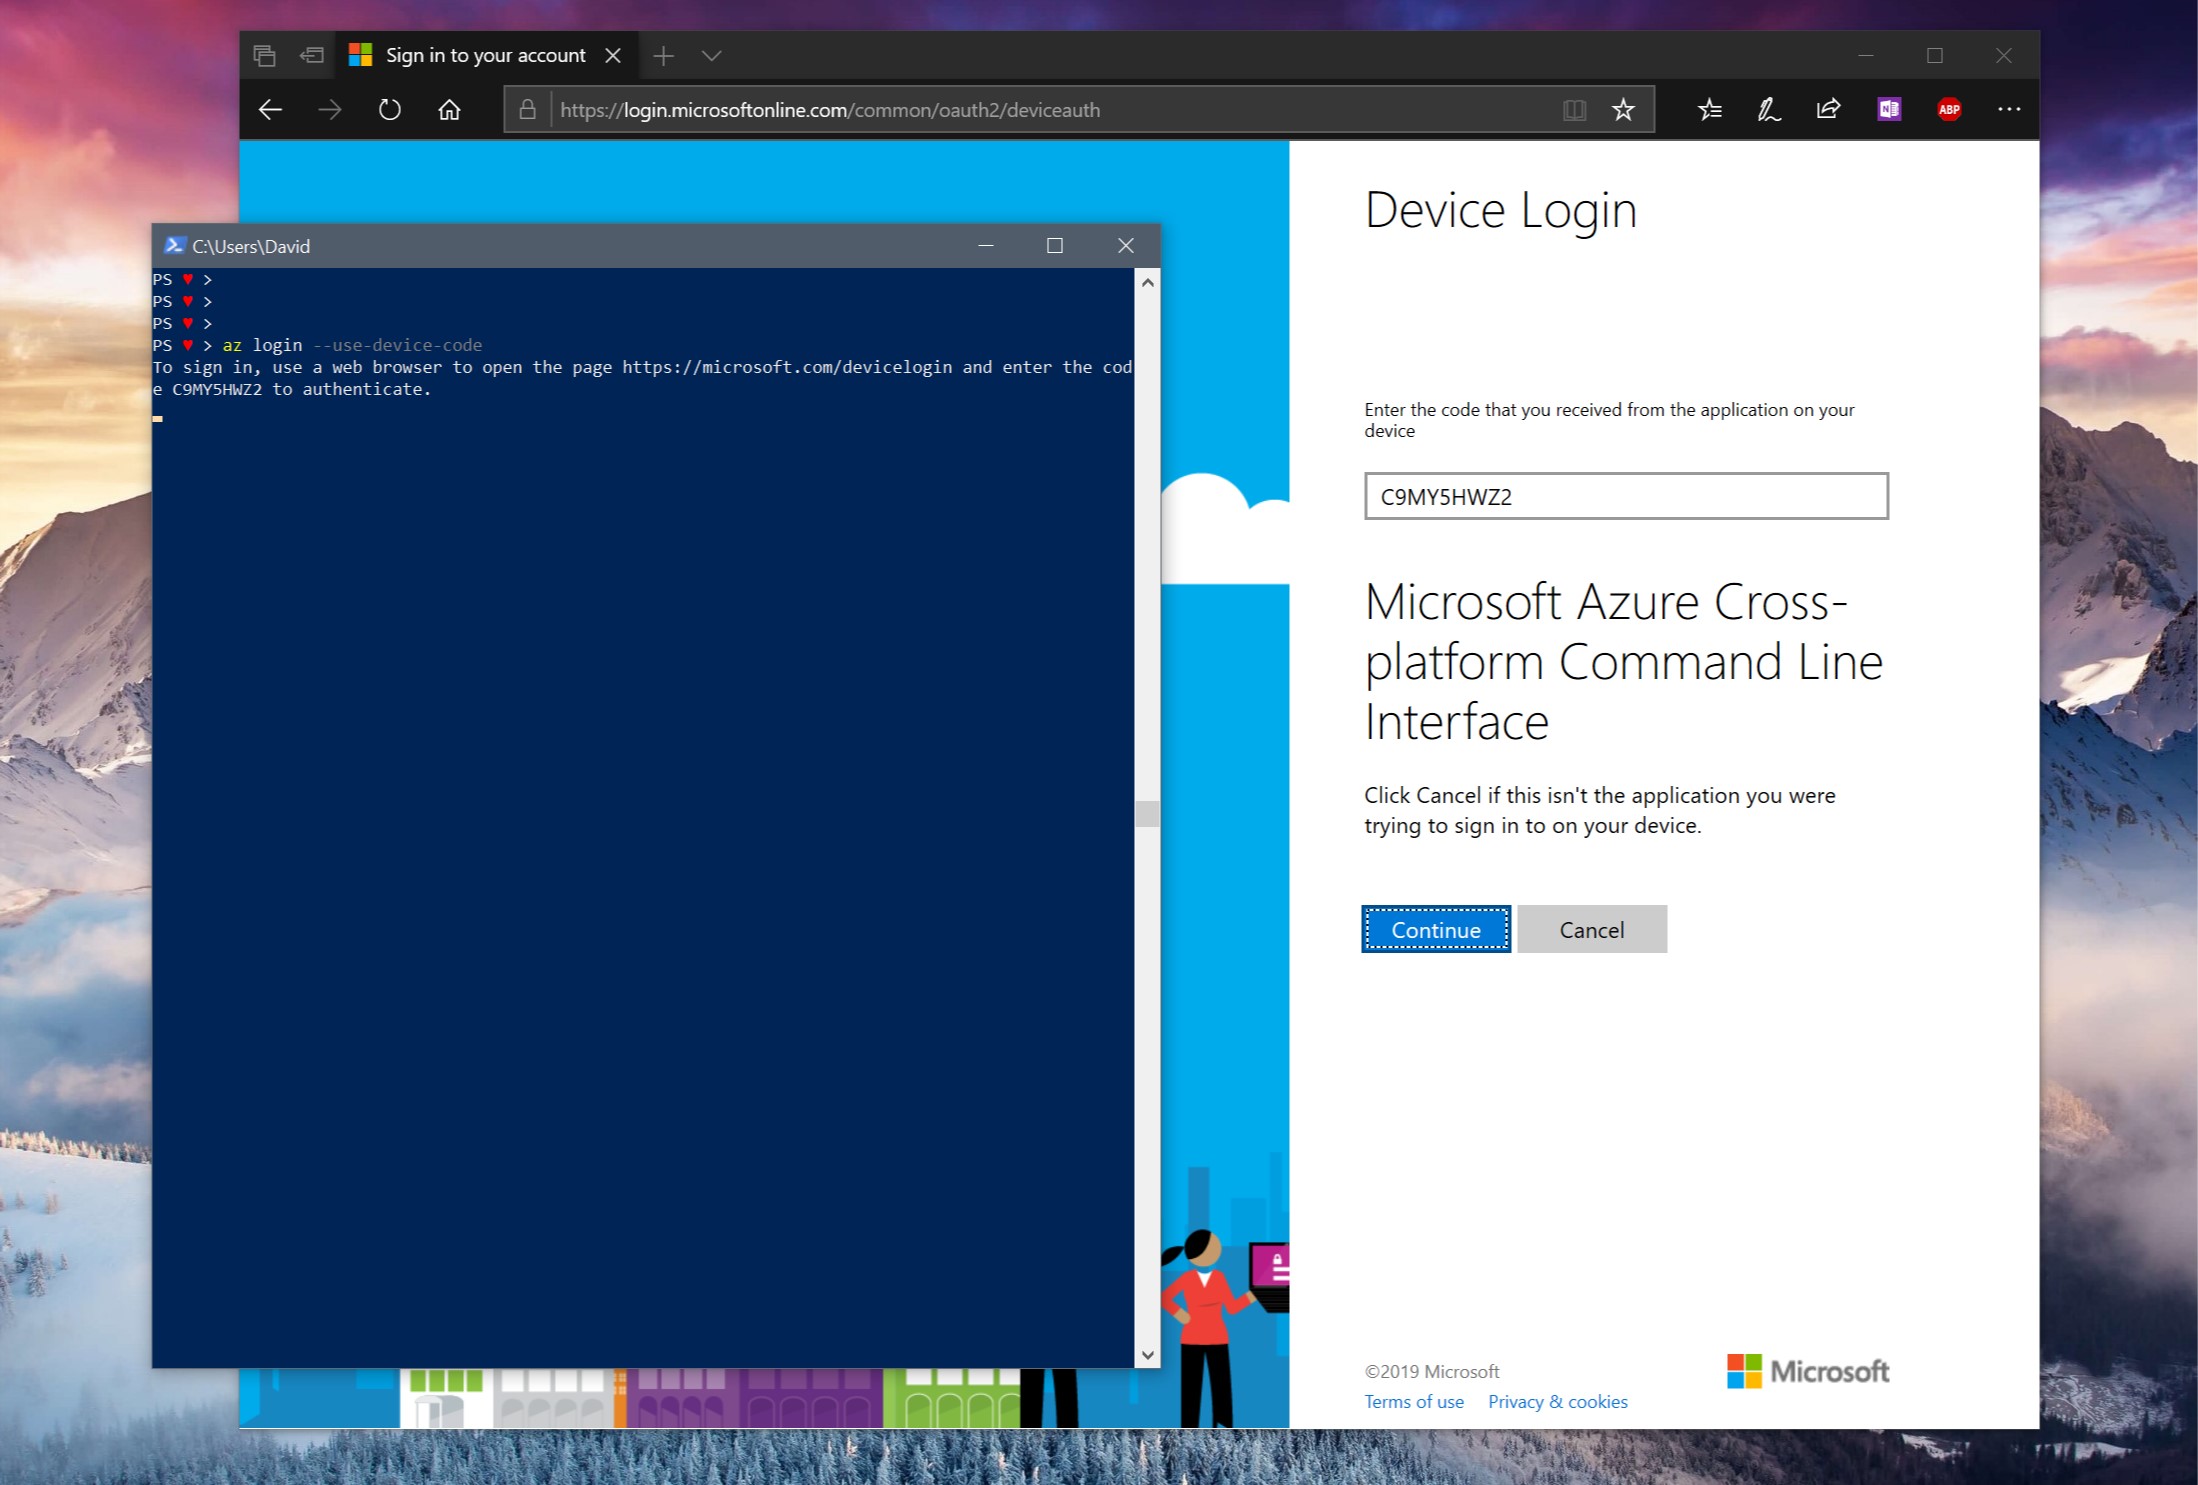 Sign in to your account
https://login.microsoftonline.com/common/oauth2/deviceauth
N
ABP
C:\Users\David
PS ♥ >
PS ♥ >
PS ♥ >
PS ♥ > az login --use-device-code
To sign in, use a web browser to open the page https://microsoft.com/devicelogin and enter the cod
e C9MY5HWZ2 to authenticate.
Device Login
Enter the code that you received from the application on your
device
C9MY5HWZ2
Microsoft Azure Cross-
platform Command Line
Interface
Click Cancel if this isn't the application you were
trying to sign in to on your device.
Continue
Cancel
©2019 Microsoft
Terms of use
Privacy & cookies
Microsoft